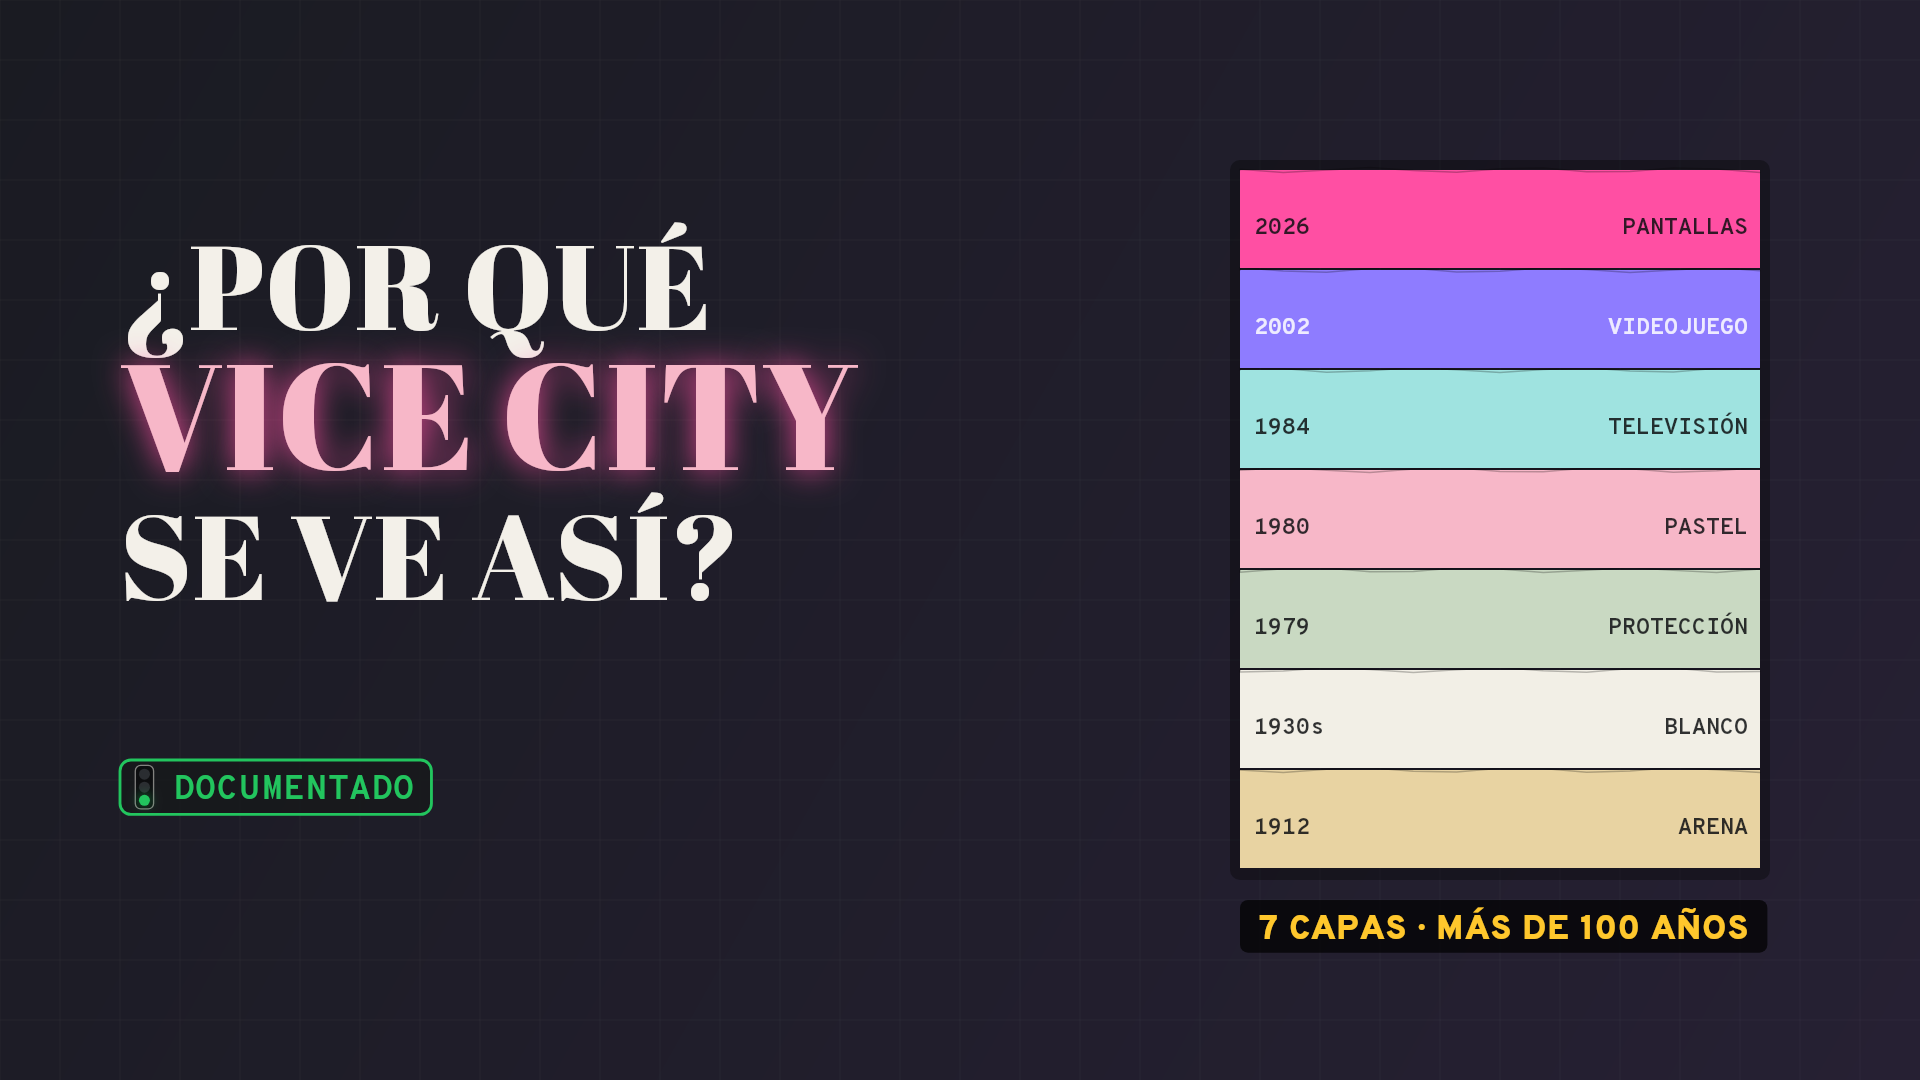 ¿POR QUÉ
VICE CITY
SE VE ASÍ?
DOCUMENTADO
2026 PANTALLAS
2002 VIDEOJUEGO
1984 TELEVISIÓN
1980 PASTEL
1979 PROTECCIÓN
1930s BLANCO
1912 ARENA
7 CAPAS · MÁS DE 100 AÑOS